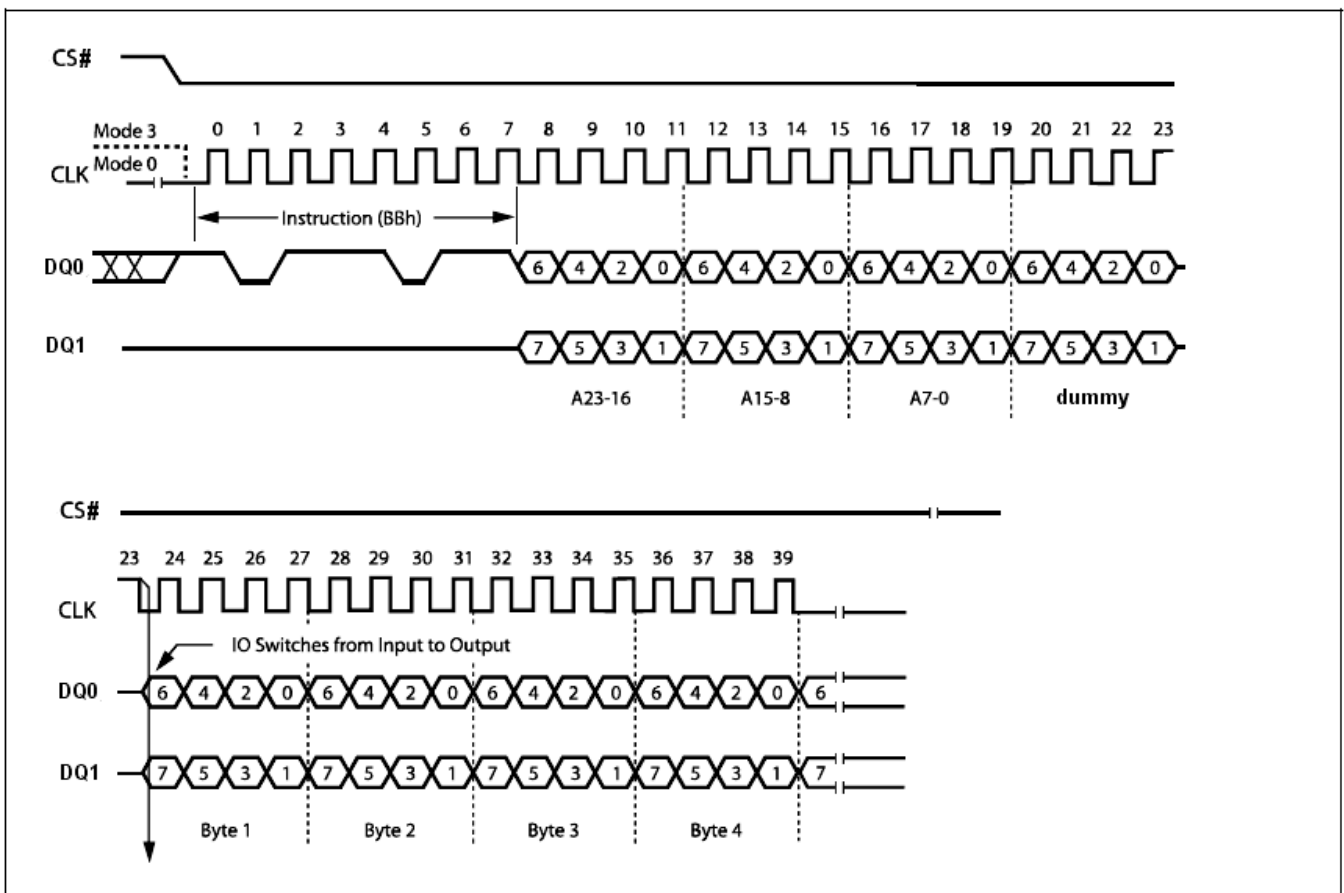 CS#
Mode 3
0 1 2 3 4 5 6 7 8 9 10 11 12 13 14 15 16 17 18 19 20 21 22 23
Mode 0
CLK
Instruction (BBh)
DQ0 6 4 2 0 6 4 2 0 6 4 2 0 6 4 2 0
DQ1 7 5 3 1 7 5 3 1 7 5 3 1 7 5 3 1
A23-16 A15-8 A7-0 dummy
CS#
23 24 25 26 27 28 29 30 31 32 33 34 35 36 37 38 39
CLK
IO Switches from Input to Output
DQ0 6 4 2 0 6 4 2 0 6 4 2 0 6 4 2 0 6
DQ1 7 5 3 1 7 5 3 1 7 5 3 1 7 5 3 1 7
Byte 1 Byte 2 Byte 3 Byte 4